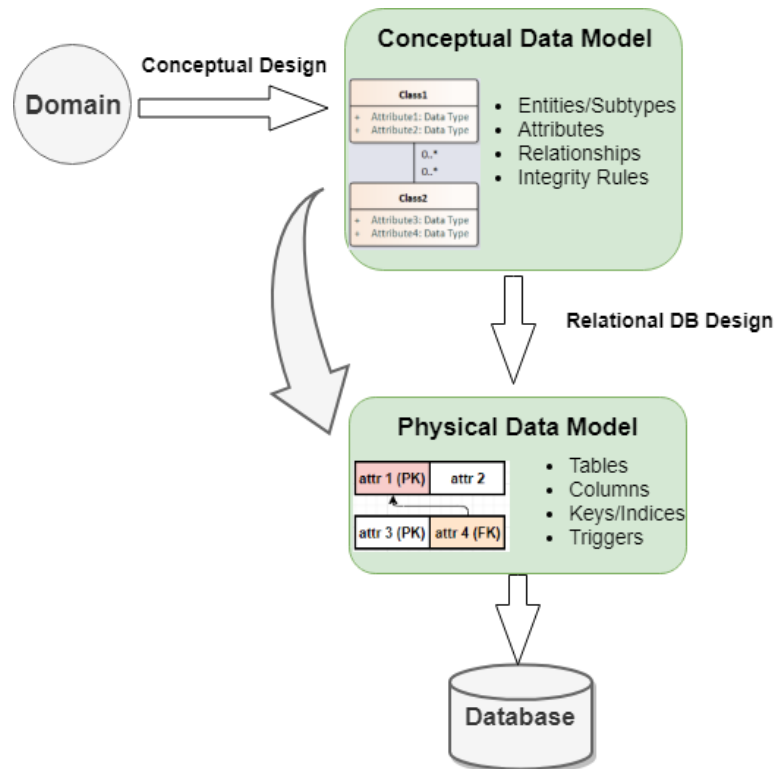 Conceptual Data Model
Conceptual Design
Domain
Class1
+ Attribute1: Data Type
+ Attribute2: Data Type
0..*
0..*
Class2
+ Attribute3: Data Type
+ Attribute4: Data Type
• Entities/Subtypes
• Attributes
• Relationships
• Integrity Rules
Relational DB Design
Physical Data Model
attr 1 (PK) attr 2
attr 3 (PK) attr 4 (FK)
• Tables
• Columns
• Keys/Indices
• Triggers
Database